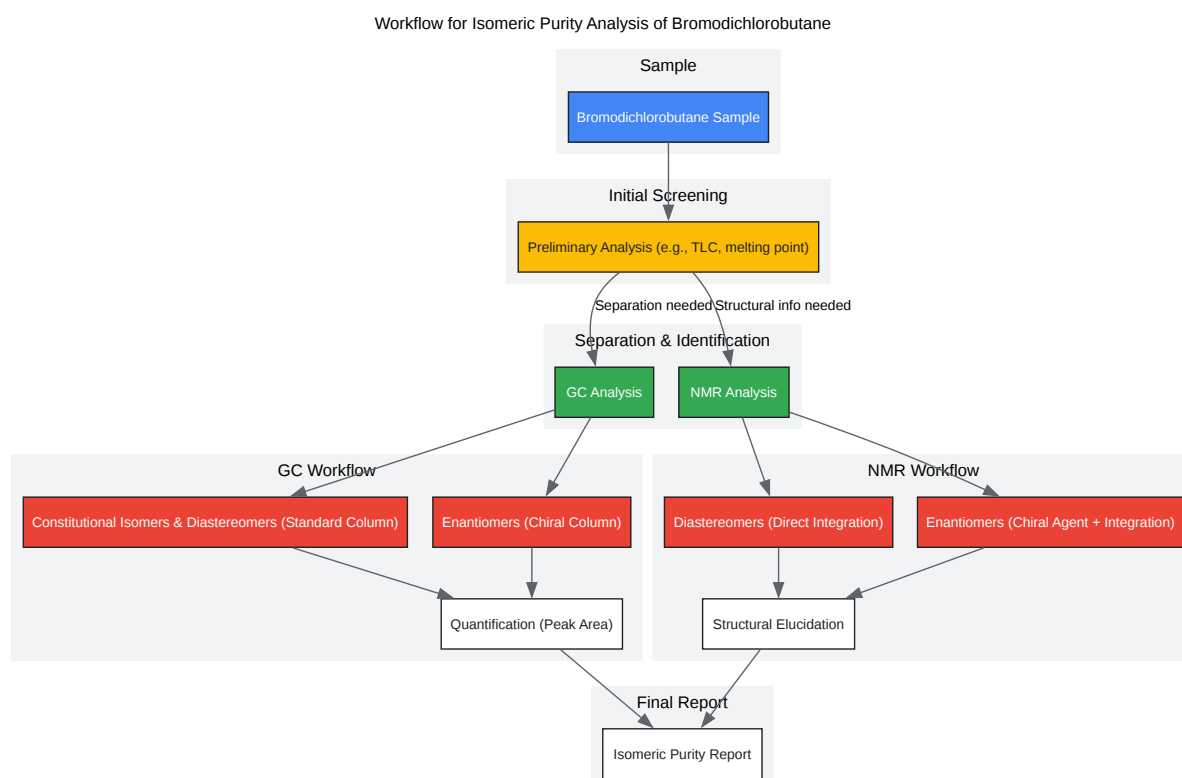 Workflow for Isomeric Purity Analysis of Bromodichlorobutane
Sample
Bromodichlorobutane Sample
Initial Screening
Preliminary Analysis (e.g., TLC, melting point)
Separation needed
Structural info needed
Separation & Identification
GC Analysis
NMR Analysis
GC Workflow
NMR Workflow
Constitutional Isomers & Diastereomers (Standard Column)
Enantiomers (Chiral Column)
Diastereomers (Direct Integration)
Enantiomers (Chiral Agent + Integration)
Quantification (Peak Area)
Structural Elucidation
Final Report
Isomeric Purity Report